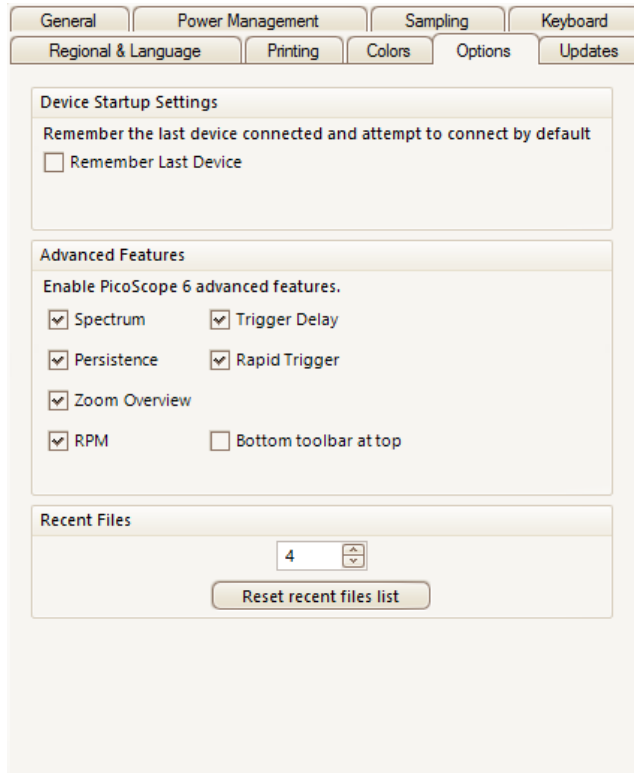 General Power Management Sampling Keyboard
Regional & Language Printing Colors Options Updates
Device Startup Settings
Remember the last device connected and attempt to connect by default
Remember Last Device
Advanced Features
Enable PicoScope 6 advanced features.
Spectrum Trigger Delay
Persistence Rapid Trigger
Zoom Overview
RPM Bottom toolbar at top
Recent Files
4
Reset recent files list